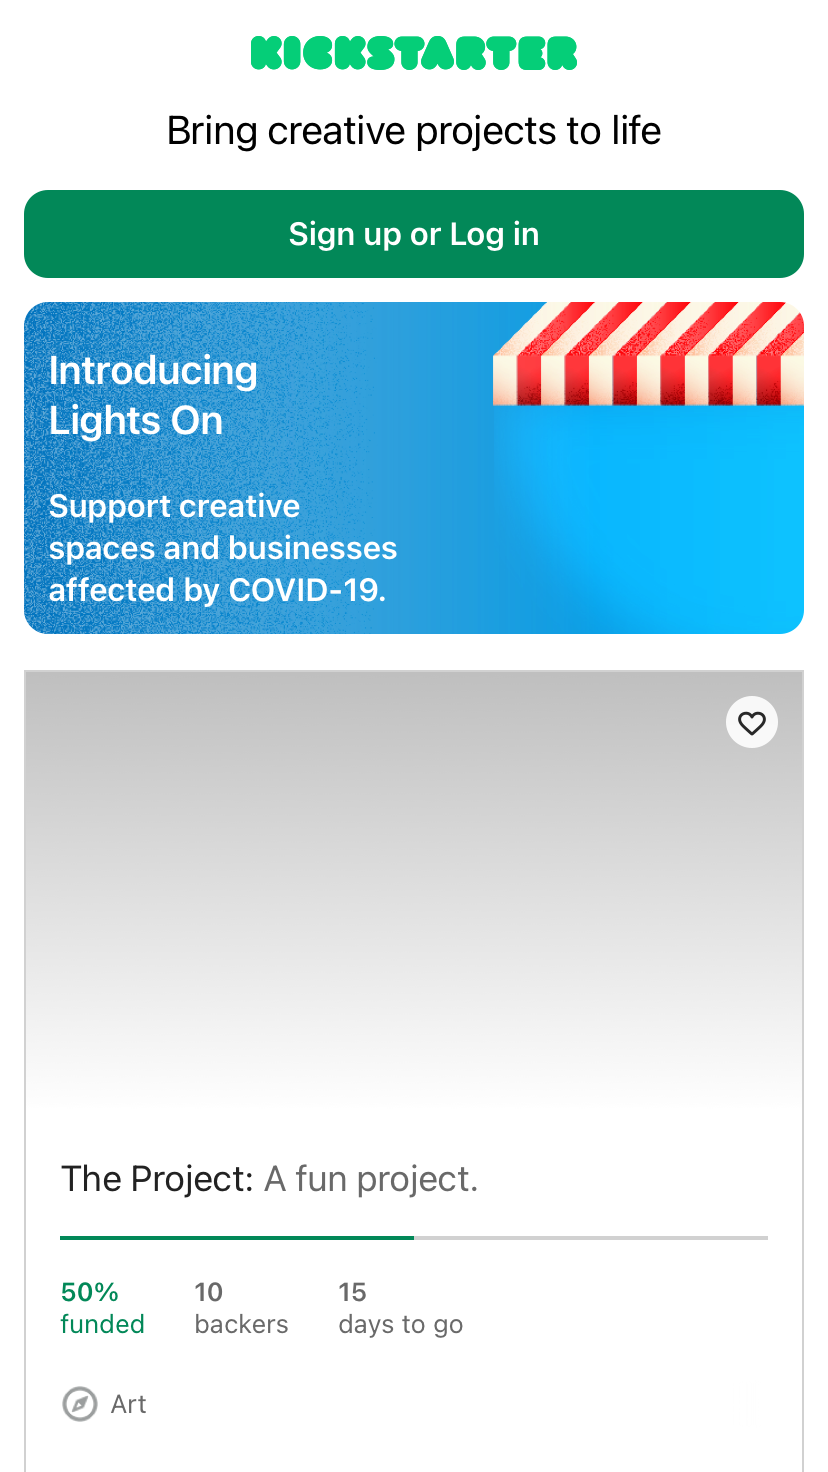 KICKSTARTER
Bring creative projects to life
Sign up or Log in
Introducing
Lights On
Support creative
spaces and businesses
affected by COVID-19.
The Project: A fun project.
50% 10 15
funded backers days to go
Art